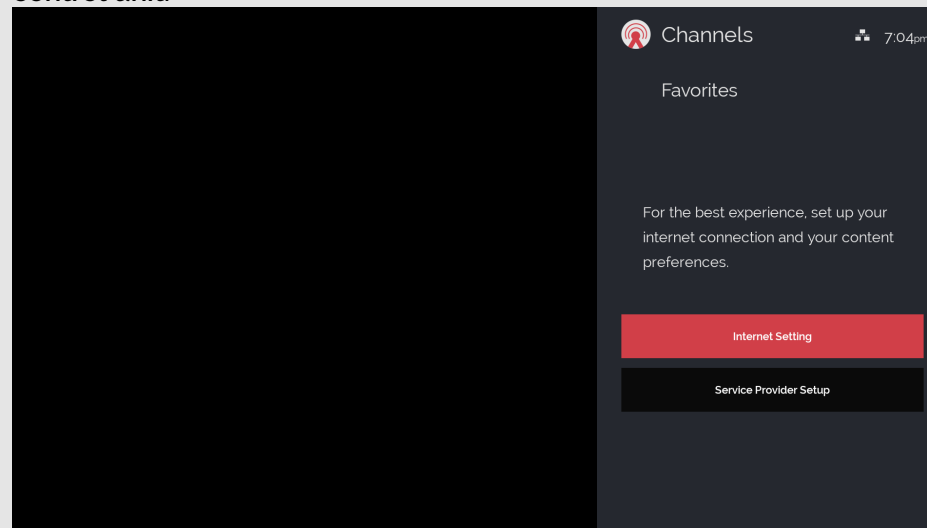 Channels
7:04pm
Favorites
For the best experience, set up your
internet connection and your content
preferences.
Internet Setting
Service Provider Setup